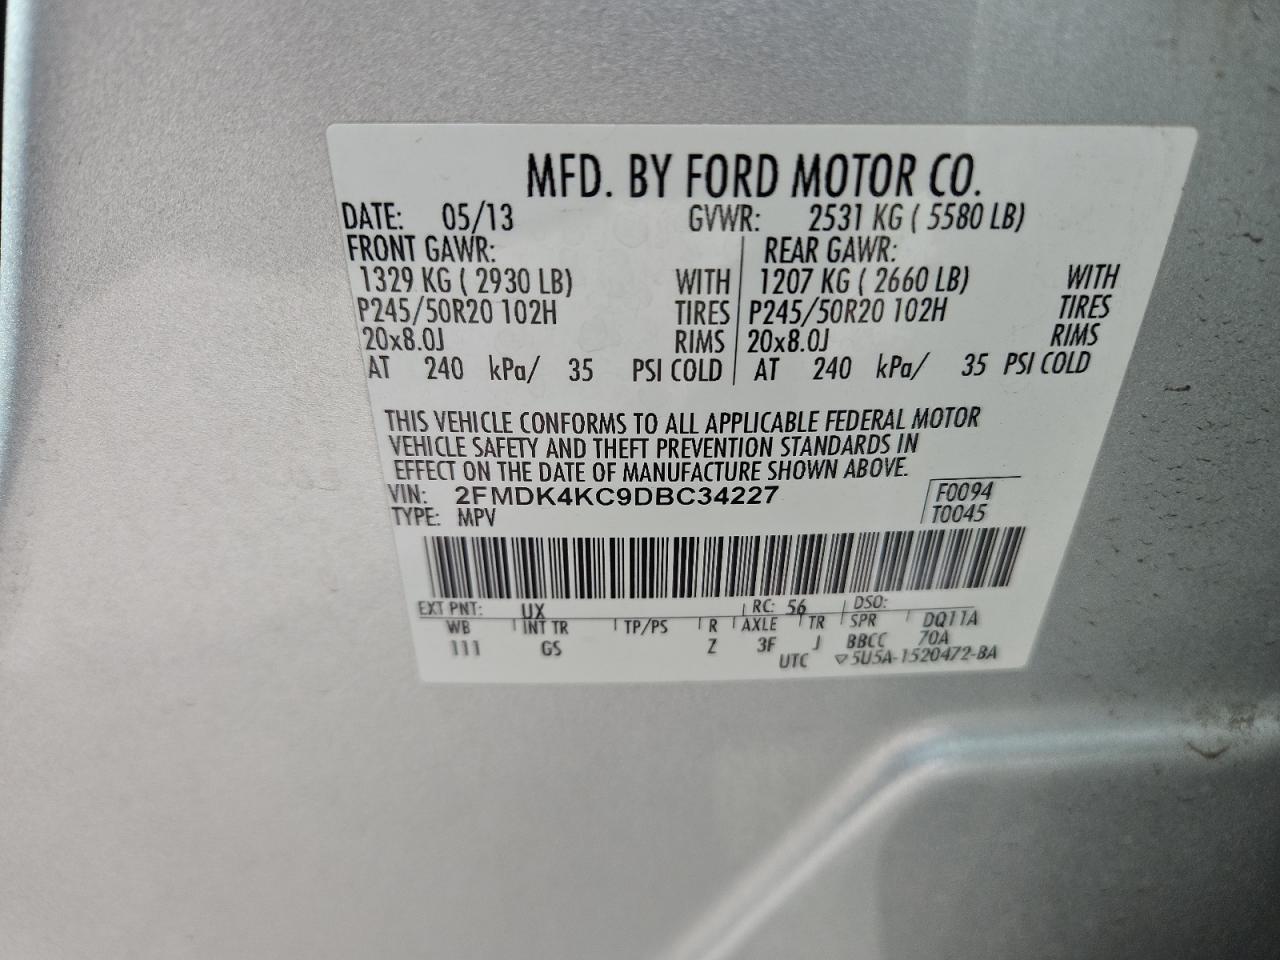 MFD. BY FORD MOTOR CO.
DATE: 05/13 GVWR: 2531 KG ( 5580 LB)
FRONT GAWR: REAR GAWR:
1329 KG ( 2930 LB) WITH 1207 KG ( 2660 LB) WITH
P245/50R20 102H TIRES P245/50R20 102H TIRES
20x8.0J RIMS 20x8.0J RIMS
AT 240 kPa/ 35 PSI COLD AT 240 kPa/ 35 PSI COLD
THIS VEHICLE CONFORMS TO ALL APPLICABLE FEDERAL MOTOR
VEHICLE SAFETY AND THEFT PREVENTION STANDARDS IN
EFFECT ON THE DATE OF MANUFACTURE SHOWN ABOVE.
VIN: 2FMDK4KC9DBC34227 F0094
TYPE: MPV T0045
EXT PNT: UX RC: 56 DSO:
WB INT TR TP/PS R AXLE TR SPR DQ11A
111 GS Z 3F J BBCC 70A
UTC ▽5U5A-1520472-BA